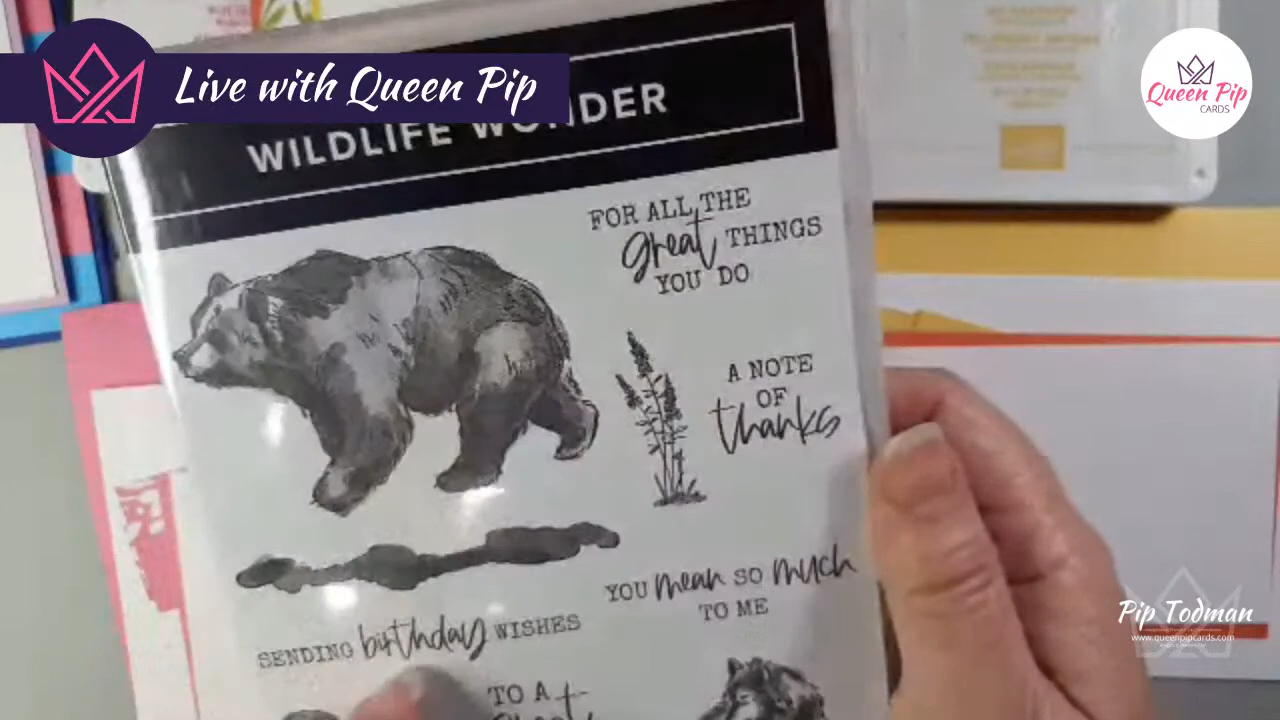 Live with Queen Pip
Queen Pip
CARDS
WILDLIFE WONDER
FOR ALL THE
great THINGS
YOU DO
A NOTE
OF
thanks
YOU mean SO much
TO ME
SENDING birthday WISHES
TO A
great
Pip Todman
www.queenpipcards.com